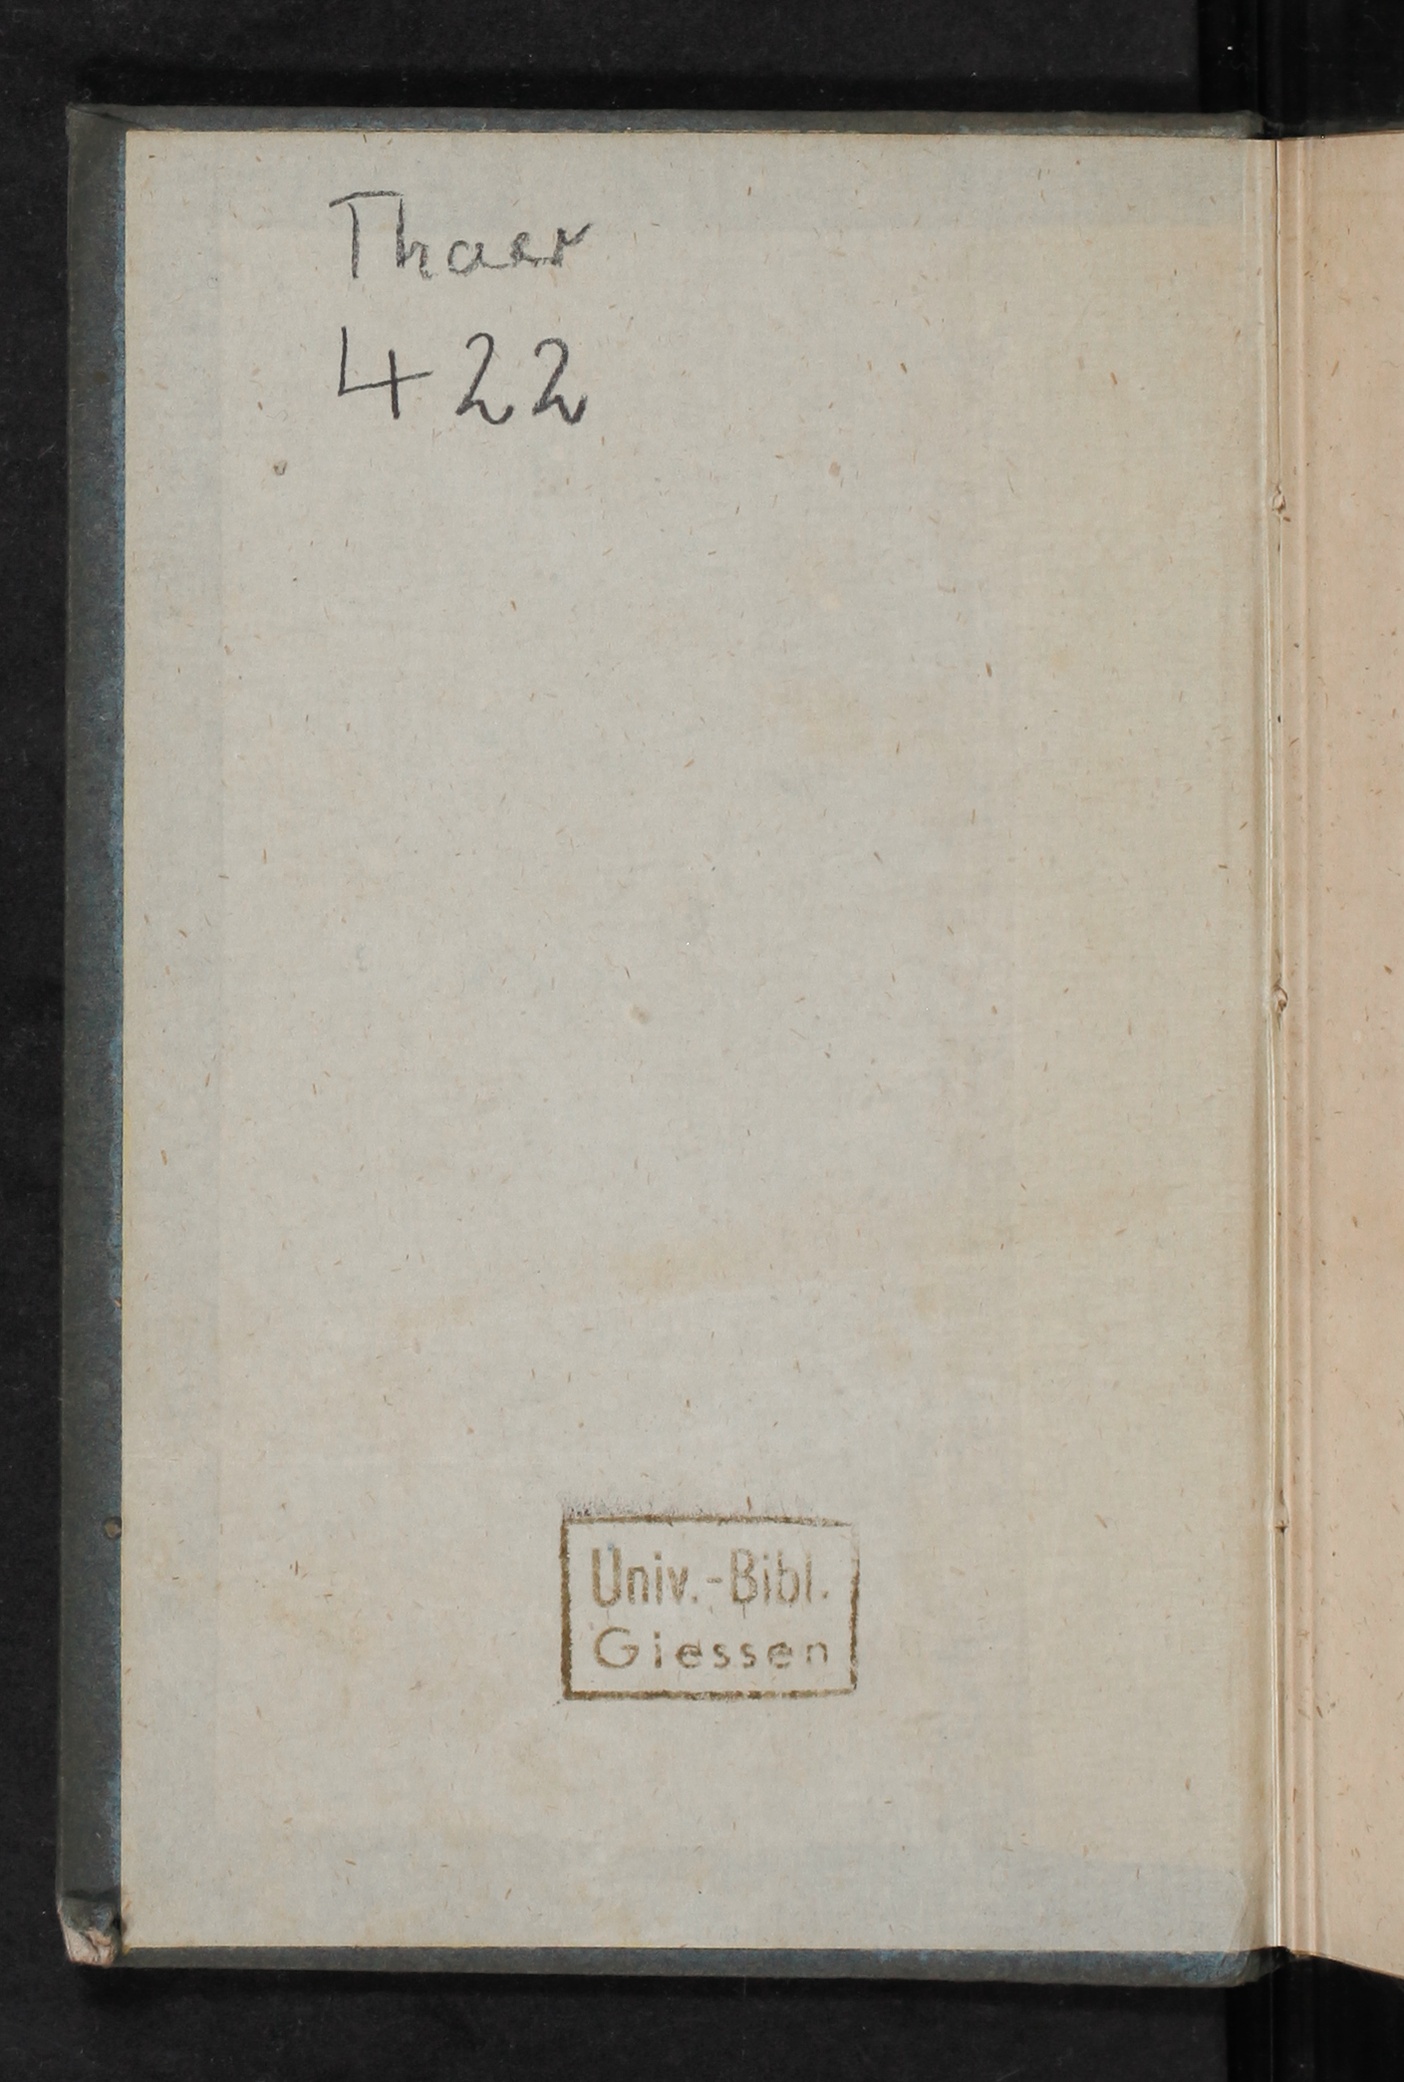 Thaer
422
Univ.-Bibl.
Giessen